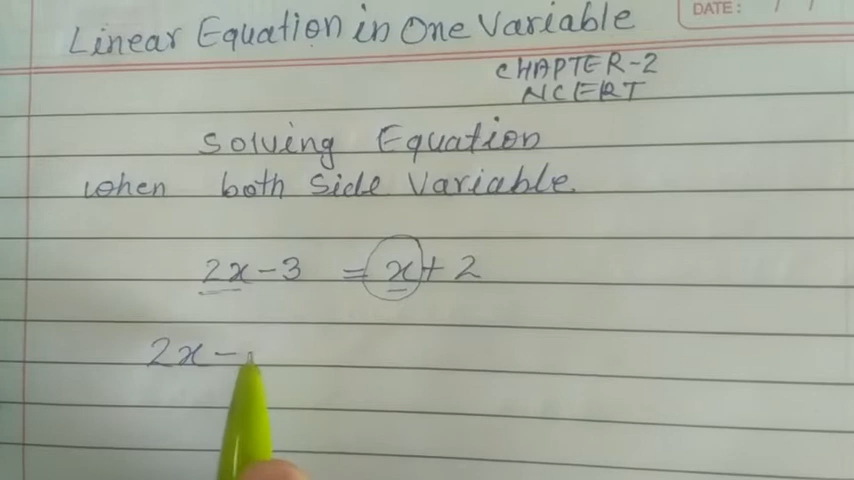 DATE: / /
Linear Equation in One Variable
CHAPTER-2
NCERT
Solving Equation
when both side variable.
2x-3 = x+2
2x-